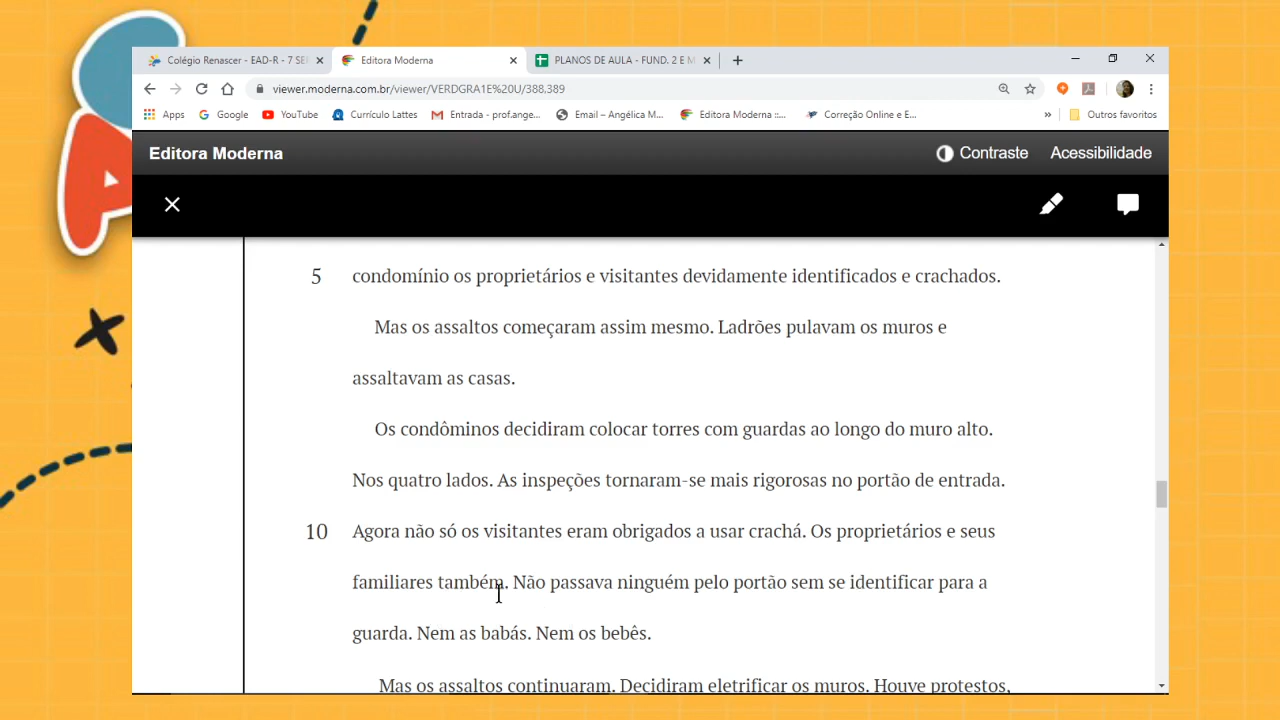 Colégio Renascer - EAD-R - 7 SE
Editora Moderna
PLANOS DE AULA - FUND. 2 E M
viewer.moderna.com.br/viewer/VERDGRA1E%20U/388.389
Apps
Google
YouTube
Currículo Lattes
Entrada - prof.ange...
Email – Angélica M...
Editora Moderna ::..
Correção Online e E...
»
Outros favoritos
Editora Moderna
Contraste
Acessibilidade
5 condomínio os proprietários e visitantes devidamente identificados e crachados.
Mas os assaltos começaram assim mesmo. Ladrões pulavam os muros e
assaltavam as casas.
Os condôminos decidiram colocar torres com guardas ao longo do muro alto.
Nos quatro lados. As inspeções tornaram-se mais rigorosas no portão de entrada.
10 Agora não só os visitantes eram obrigados a usar crachá. Os proprietários e seus
familiares também. Não passava ninguém pelo portão sem se identificar para a
guarda. Nem as babás. Nem os bebês.
Mas os assaltos continuaram. Decidiram eletrificar os muros. Houve protestos,